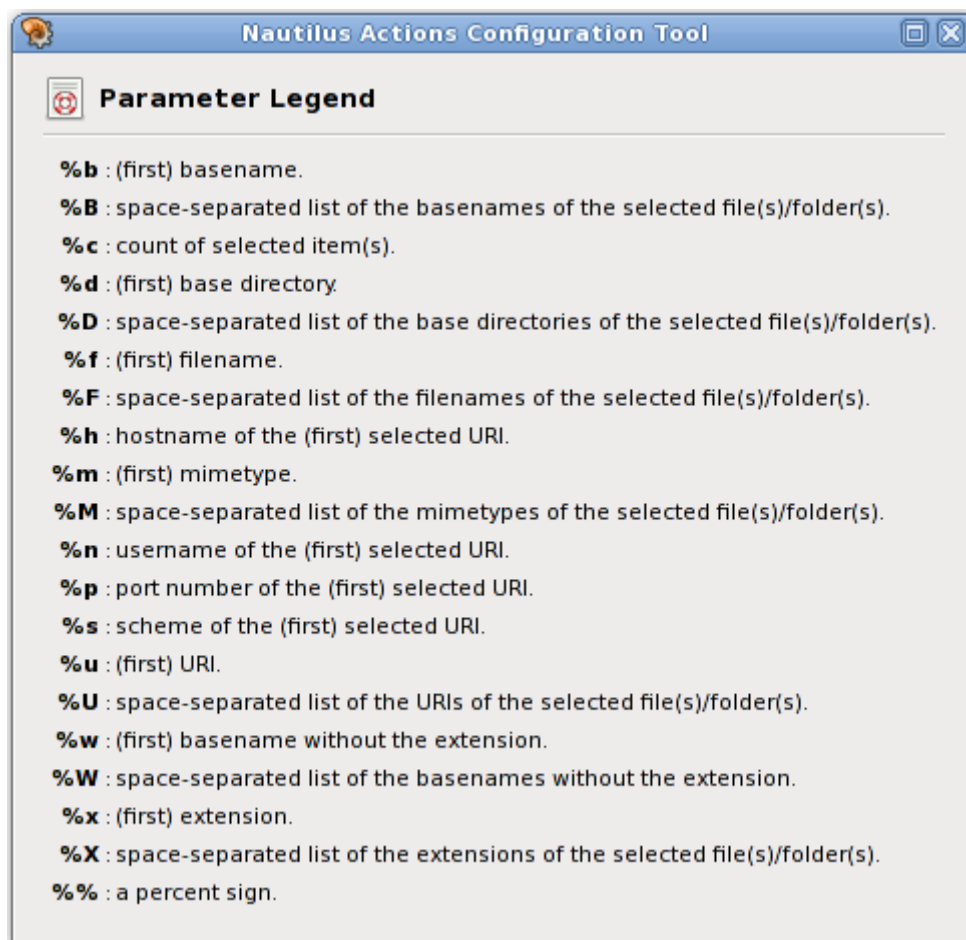 Nautilus Actions Configuration Tool
Parameter Legend
%b : (first) basename.
%B : space-separated list of the basenames of the selected file(s)/folder(s).
%c : count of selected item(s).
%d : (first) base directory.
%D : space-separated list of the base directories of the selected file(s)/folder(s).
%f : (first) filename.
%F : space-separated list of the filenames of the selected file(s)/folder(s).
%h : hostname of the (first) selected URI.
%m : (first) mimetype.
%M : space-separated list of the mimetypes of the selected file(s)/folder(s).
%n : username of the (first) selected URI.
%p : port number of the (first) selected URI.
%s : scheme of the (first) selected URI.
%u : (first) URI.
%U : space-separated list of the URIs of the selected file(s)/folder(s).
%w : (first) basename without the extension.
%W : space-separated list of the basenames without the extension.
%x : (first) extension.
%X : space-separated list of the extensions of the selected file(s)/folder(s).
%% : a percent sign.